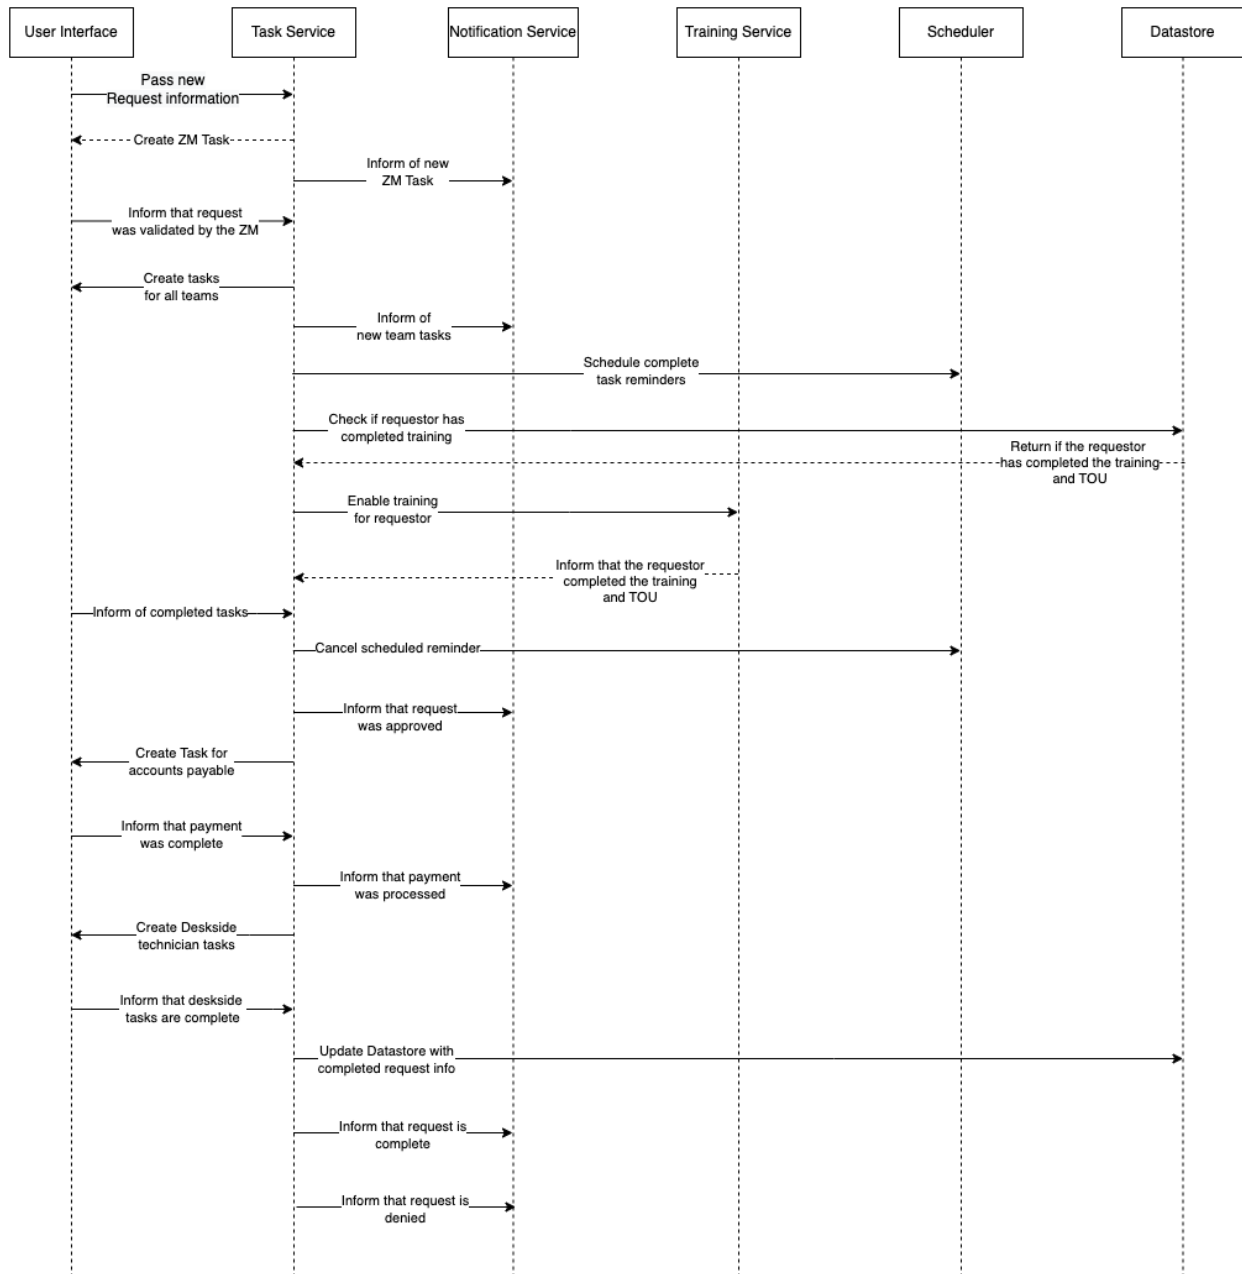 User Interface
Task Service
Notification Service
Training Service
Scheduler
Datastore
Pass new
Request information
Create ZM Task
Inform of new
ZM Task
Inform that request
was validated by the ZM
Create tasks
for all teams
Inform of
new team tasks
Schedule complete
task reminders
Check if requestor has
completed training
Return if the requestor
has completed the training
and TOU
Enable training
for requestor
Inform that the requestor
completed the training
and TOU
Inform of completed tasks
Cancel scheduled reminder
Inform that request
was approved
Create Task for
accounts payable
Inform that payment
was complete
Inform that payment
was processed
Create Deskside
technician tasks
Inform that deskside
tasks are complete
Update Datastore with
completed request info
Inform that request is
complete
Inform that request is
denied